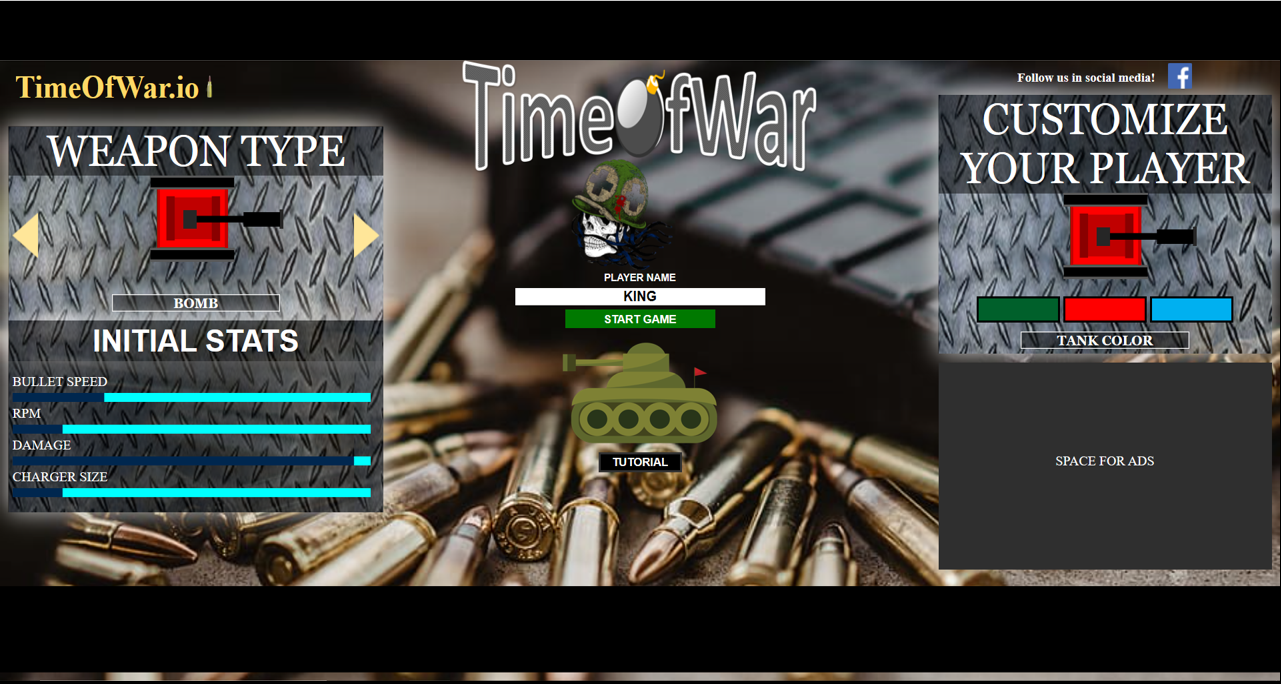 TimeOfWar.io
WEAPON TYPE
BOMB
INITIAL STATS
BULLET SPEED
RPM
DAMAGE
CHARGER SIZE
TimeOfWar
PLAYER NAME
KING
START GAME
TUTORIAL
Follow us in social media!
f
CUSTOMIZE
YOUR PLAYER
TANK COLOR
SPACE FOR ADS